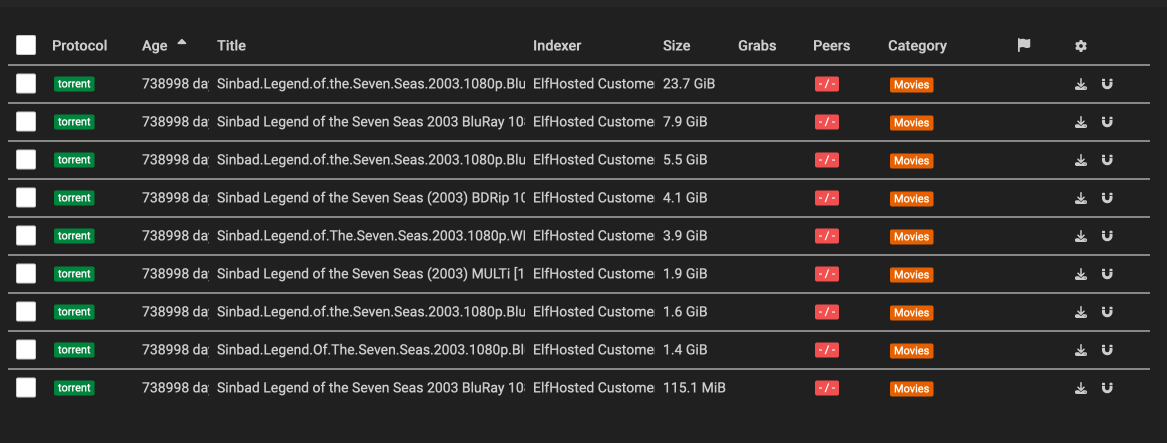 Protocol Age Title Indexer Size Grabs Peers Category
torrent 738998 da Sinbad.Legend.of.the.Seven.Seas.2003.1080p.Blu ElfHosted Custome 23.7 GiB -/- Movies
torrent 738998 da Sinbad Legend of the Seven Seas 2003 BluRay 10 ElfHosted Custome 7.9 GiB -/- Movies
torrent 738998 da Sinbad.Legend.of.the.Seven.Seas.2003.1080p.Blu ElfHosted Custome 5.5 GiB -/- Movies
torrent 738998 da Sinbad Legend of the Seven Seas (2003) BDRip 10 ElfHosted Custome 4.1 GiB -/- Movies
torrent 738998 da Sinbad.Legend.of.The.Seven.Seas.2003.1080p.W ElfHosted Custome 3.9 GiB -/- Movies
torrent 738998 da Sinbad Legend of the Seven Seas (2003) MULTi [1 ElfHosted Custome 1.9 GiB -/- Movies
torrent 738998 da Sinbad.Legend.of.the.Seven.Seas.2003.1080p.Blu ElfHosted Custome 1.6 GiB -/- Movies
torrent 738998 da Sinbad.Legend.Of.The.Seven.Seas.2003.1080p.Bl ElfHosted Custome 1.4 GiB -/- Movies
torrent 738998 da Sinbad Legend of the Seven Seas 2003 BluRay 10 ElfHosted Custome 115.1 MiB -/- Movies